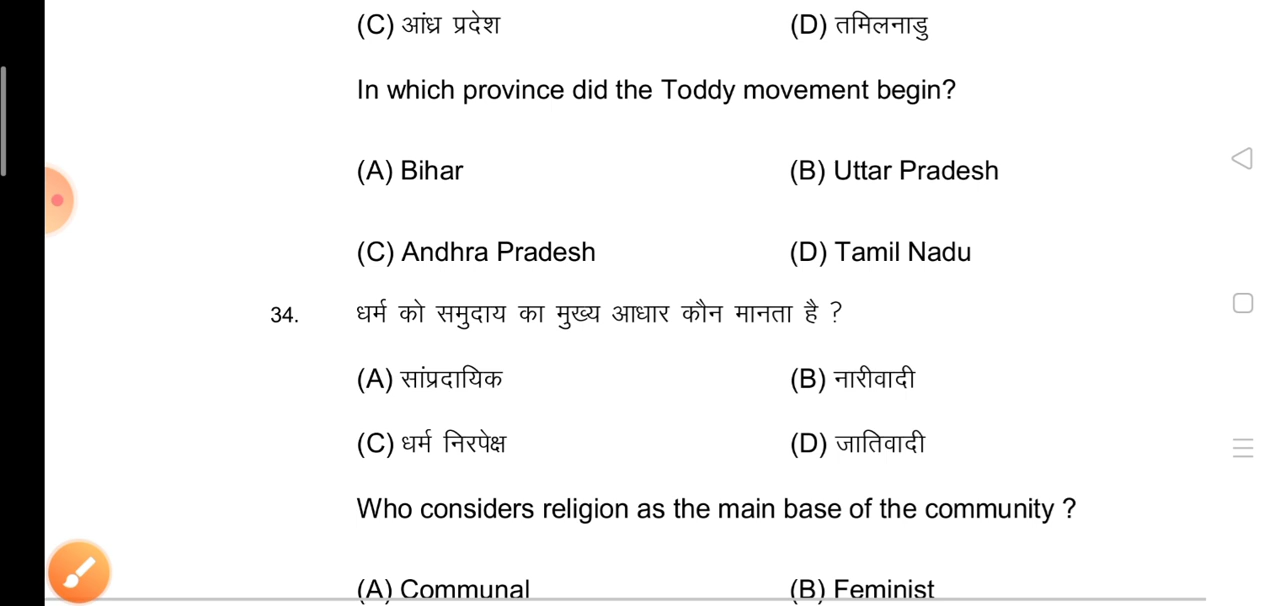 (C) आंध्र प्रदेश (D) तमिलनाडु
In which province did the Toddy movement begin?
(A) Bihar (B) Uttar Pradesh
(C) Andhra Pradesh (D) Tamil Nadu
34. धर्म को समुदाय का मुख्य आधार कौन मानता है ?
(A) सांप्रदायिक (B) नारीवादी
(C) धर्म निरपेक्ष (D) जातिवादी
Who considers religion as the main base of the community ?
(A) Communal (B) Feminist